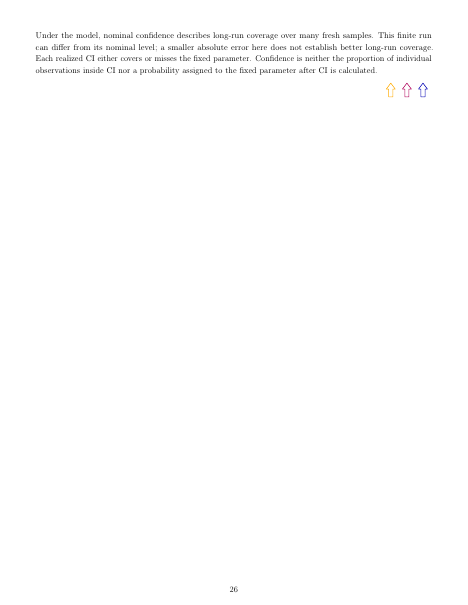 Under the model, nominal confidence describes long-run coverage over many fresh samples. This finite run
can differ from its nominal level; a smaller absolute error here does not establish better long-run coverage.
Each realized CI either covers or misses the fixed parameter. Confidence is neither the proportion of individual
observations inside CI nor a probability assigned to the fixed parameter after CI is calculated.
26